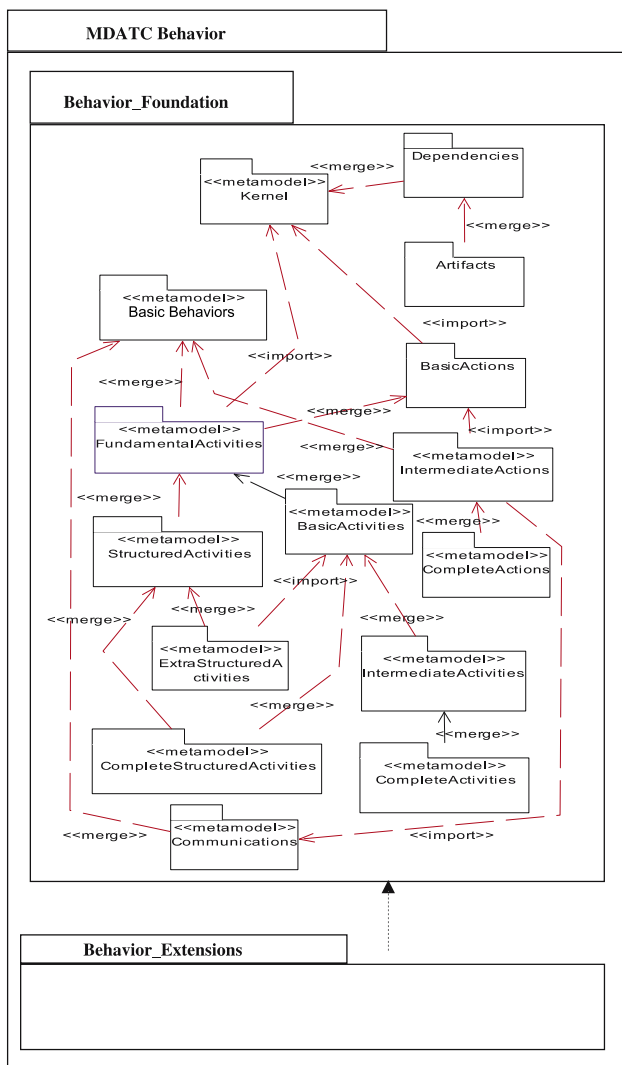 MDATC Behavior
Behavior_Foundation
Dependencies
<<merge>>
<<metamodel>>
Kernel
<<merge>>
Artifacts
<<metamodel>>
Basic Behaviors
<<import>>
<<import>>
BasicActions
<<merge>>
<<merge>>
<<metamodel>>
FundamentalActivities
<<import>>
<<merge>>
<<metamodel>>
IntermediateActions
<<merge>>
<<merge>>
<<metamodel>>
BasicActivities
<<merge>>
<<metamodel>>
StructuredActivities
<<metamodel>>
CompleteActions
<<import>>
<<merge>>
<<merge>>
<<merge>>
<<metamodel>>
ExtraStructuredA
ctivities
<<metamodel>>
IntermediateActivities
<<merge>>
<<metamodel>>
CompleteStructuredActivities
<<metamodel>>
CompleteActivities
<<merge>>
<<metamodel>>
Communications
<<import>>
Behavior_Extensions